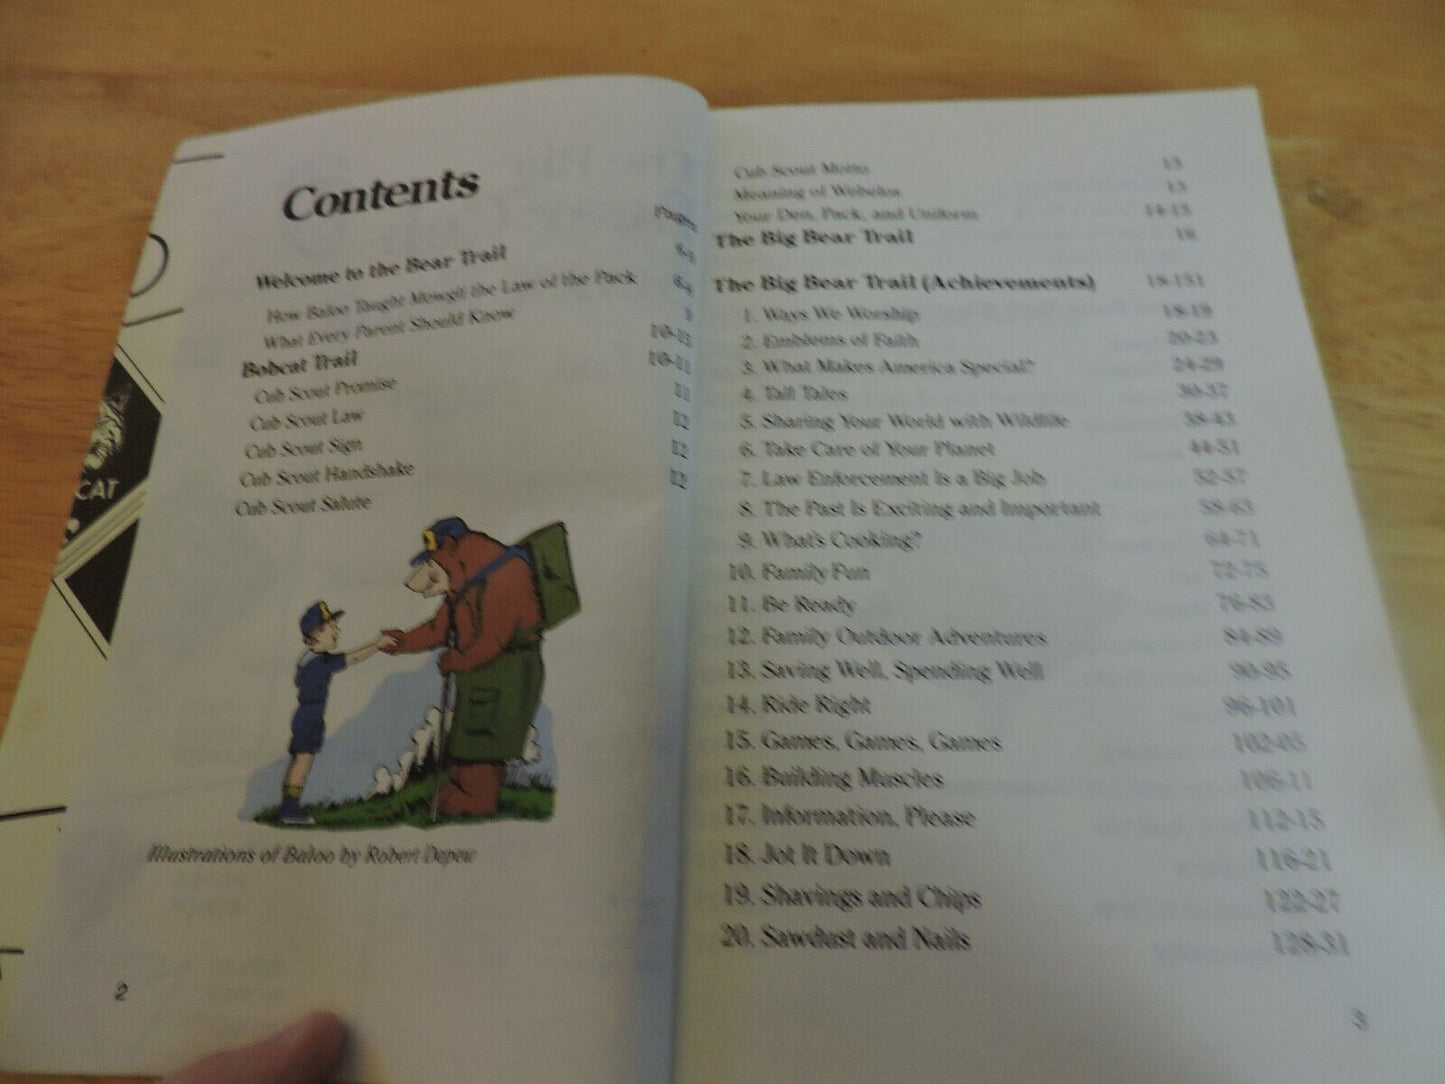 CAT
Contents
Pages
Welcome to the Bear Trail
How Baloo Taught Mowgli the Law of the Pack
What Every Parent Should Know
Bobcat Trail 10-13
Cub Scout Promise 10-11
Cub Scout Law 11
Cub Scout Sign 12
Cub Scout Handshake 12
Cub Scout Salute 12
Illustrations of Baloo by Robert Depew
2
Cub Scout Motto 13
Meaning of Webelos 13
Your Den, Pack, and Uniform 14-15
The Big Bear Trail 16
The Big Bear Trail (Achievements) 18-151
1. Ways We Worship 18-19
2. Emblems of Faith 20-23
3. What Makes America Special? 24-29
4. Tall Tales 30-37
5. Sharing Your World with Wildlife 38-43
6. Take Care of Your Planet 44-51
7. Law Enforcement Is a Big Job 52-57
8. The Past Is Exciting and Important 58-63
9. What's Cooking? 64-71
10. Family Fun 72-75
11. Be Ready 76-83
12. Family Outdoor Adventures 84-89
13. Saving Well, Spending Well 90-95
14. Ride Right 96-101
15. Games, Games, Games 102-05
16. Building Muscles 106-11
17. Information, Please 112-15
18. Jot It Down 116-21
19. Shavings and Chips 122-27
20. Sawdust and Nails 128-31
3